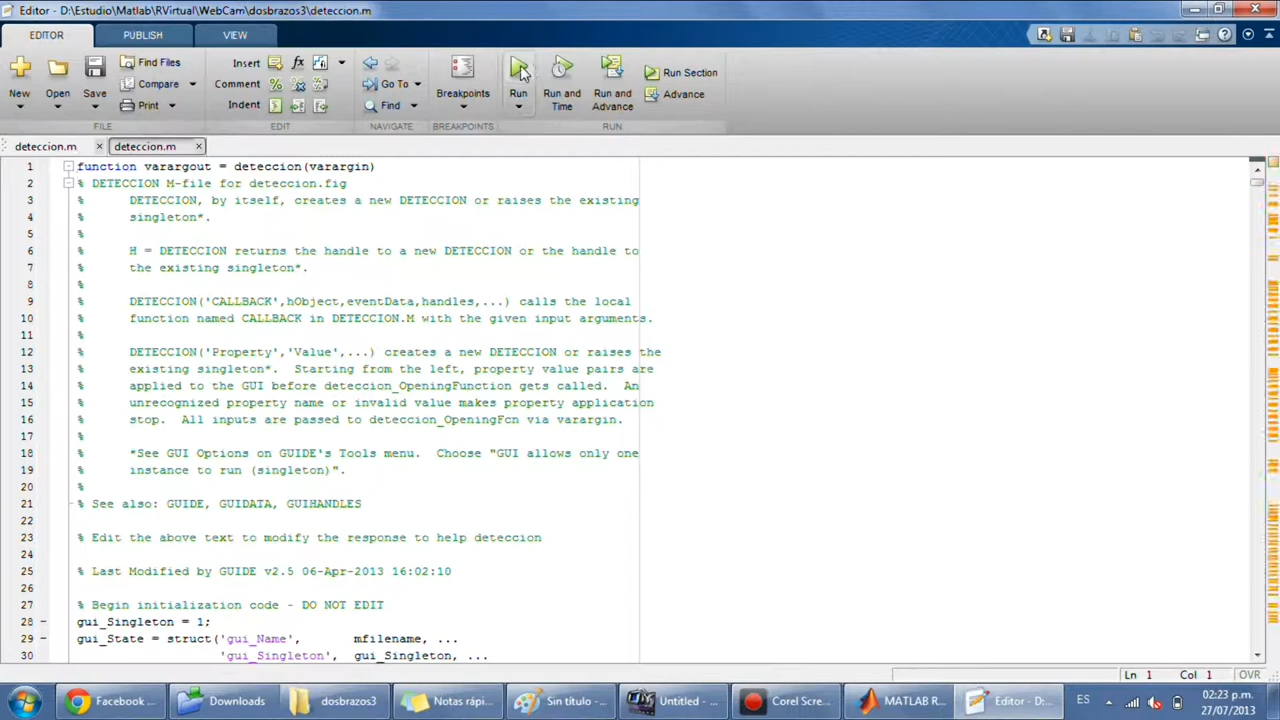 Editor - D:\Estudio\Matlab\RVirtual\WebCam\dosbrazos3\deteccion.m
EDITOR PUBLISH VIEW
New Open Save Find Files Compare Print
Insert fx
Comment
Indent
Go To
Find
Breakpoints Run Run and Time Run and Advance Run Section Advance
FILE EDIT NAVIGATE BREAKPOINTS RUN
deteccion.m deteccion.m
1 function varargout = deteccion(varargin)
2 % DETECCION M-file for deteccion.fig
3 % DETECCION, by itself, creates a new DETECCION or raises the existing
4 % singleton*.
5 %
6 % H = DETECCION returns the handle to a new DETECCION or the handle to
7 % the existing singleton*.
8 %
9 % DETECCION('CALLBACK',hObject,eventData,handles,...) calls the local
10 % function named CALLBACK in DETECCION.M with the given input arguments.
11 %
12 % DETECCION('Property','Value',...) creates a new DETECCION or raises the
13 % existing singleton*. Starting from the left, property value pairs are
14 % applied to the GUI before deteccion_OpeningFunction gets called. An
15 % unrecognized property name or invalid value makes property application
16 % stop. All inputs are passed to deteccion_OpeningFcn via varargin.
17 %
18 % *See GUI Options on GUIDE's Tools menu. Choose "GUI allows only one
19 % instance to run (singleton)".
20 %
21 % See also: GUIDE, GUIDATA, GUIHANDLES
22
23 % Edit the above text to modify the response to help deteccion
24
25 % Last Modified by GUIDE v2.5 06-Apr-2013 16:02:10
26
27 % Begin initialization code - DO NOT EDIT
28 gui_Singleton = 1;
29 gui_State = struct('gui_Name', mfilename, ...
30 'gui_Singleton', gui_Singleton, ...
Ln 1 Col 1 OVR
Facebook ... Downloads dosbrazos3 Notas rápi... Sin título -... Untitled - ... Corel Scre... MATLAB R... Editor - D:... ES 02:23 p.m.
27/07/2013